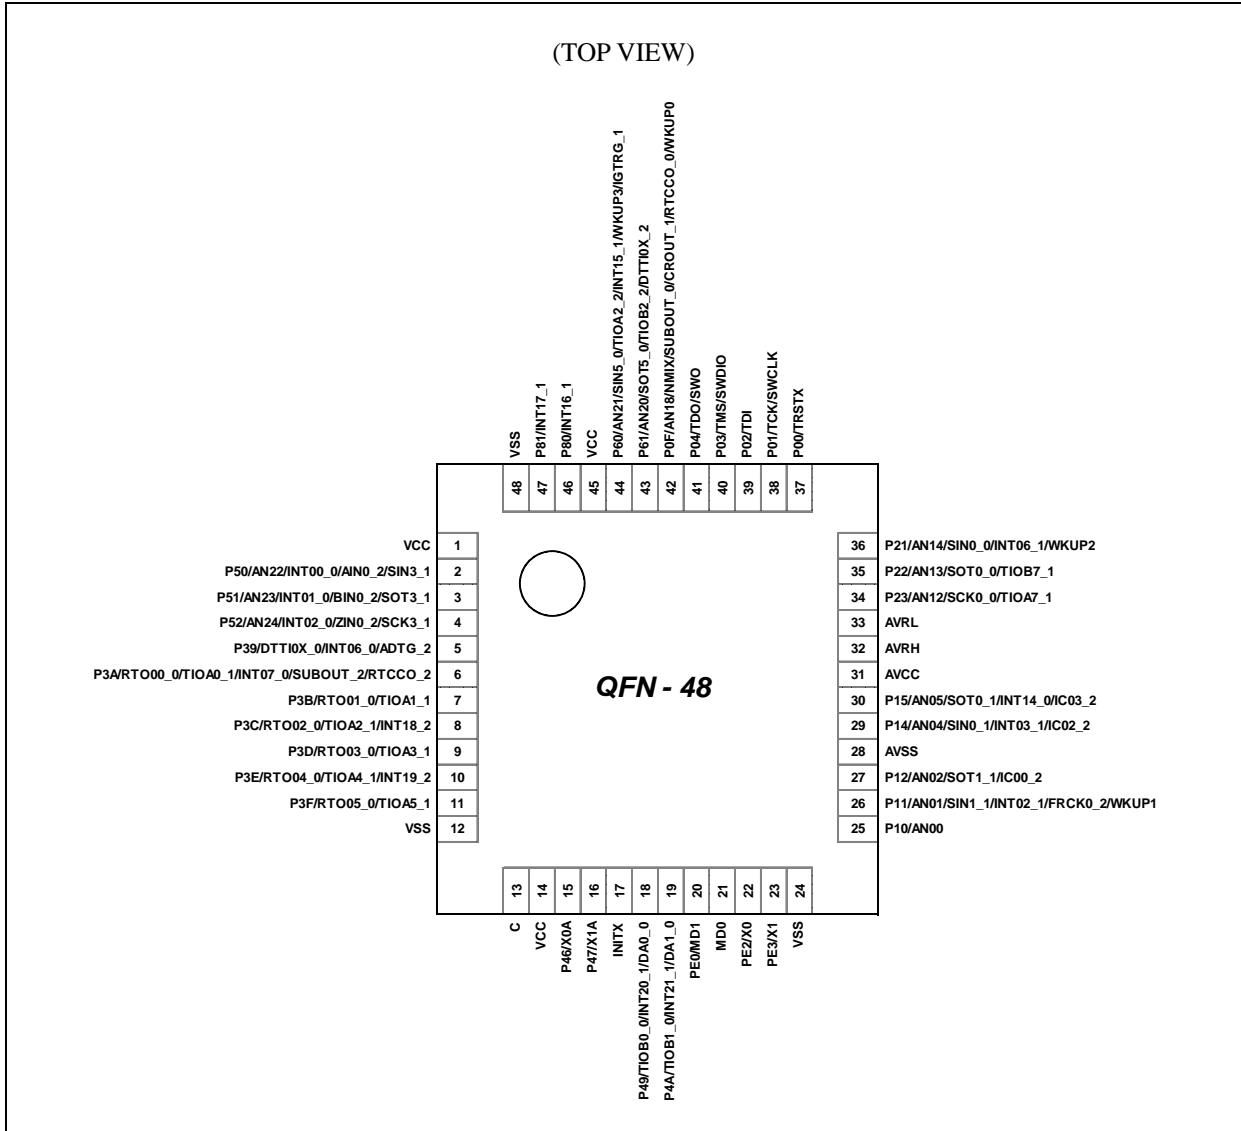 (TOP VIEW)
VSS
P81/INT17_1
P80/INT16_1
VCC
P60/AN21/SIN5_0/TIOA2_2/INT15_1/WKUP3/IGTRG_1
P61/AN20/SOT5_0/TIOB2_2/DTTI0X_2
P0F/AN18/NMIX/SUBOUT_0/CROUT_1/RTCCO_0/WKUP0
P04/TDO/SWO
P03/TMS/SWDIO
P02/TDI
P01/TCK/SWCLK
P00/TRSTX
48 47 46 45 44 43 42 41 40 39 38 37
VCC 1
P50/AN22/INT00_0/AIN0_2/SIN3_1 2
P51/AN23/INT01_0/BIN0_2/SOT3_1 3
P52/AN24/INT02_0/ZIN0_2/SCK3_1 4
P39/DTTI0X_0/INT06_0/ADTG_2 5
P3A/RTO00_0/TIOA0_1/INT07_0/SUBOUT_2/RTCCO_2 6
P3B/RTO01_0/TIOA1_1 7
P3C/RTO02_0/TIOA2_1/INT18_2 8
P3D/RTO03_0/TIOA3_1 9
P3E/RTO04_0/TIOA4_1/INT19_2 10
P3F/RTO05_0/TIOA5_1 11
VSS 12
QFN - 48
36 P21/AN14/SIN0_0/INT06_1/WKUP2
35 P22/AN13/SOT0_0/TIOB7_1
34 P23/AN12/SCK0_0/TIOA7_1
33 AVRL
32 AVRH
31 AVCC
30 P15/AN05/SOT0_1/INT14_0/IC03_2
29 P14/AN04/SIN0_1/INT03_1/IC02_2
28 AVSS
27 P12/AN02/SOT1_1/IC00_2
26 P11/AN01/SIN1_1/INT02_1/FRCK0_2/WKUP1
25 P10/AN00
13 14 15 16 17 18 19 20 21 22 23 24
C
VCC
P46/X0A
P47/X1A
INITX
P49/TIOB0_0/INT20_1/DA0_0
P4A/TIOB1_0/INT21_1/DA1_0
PE0/MD1
MD0
PE2/X0
PE3/X1
VSS